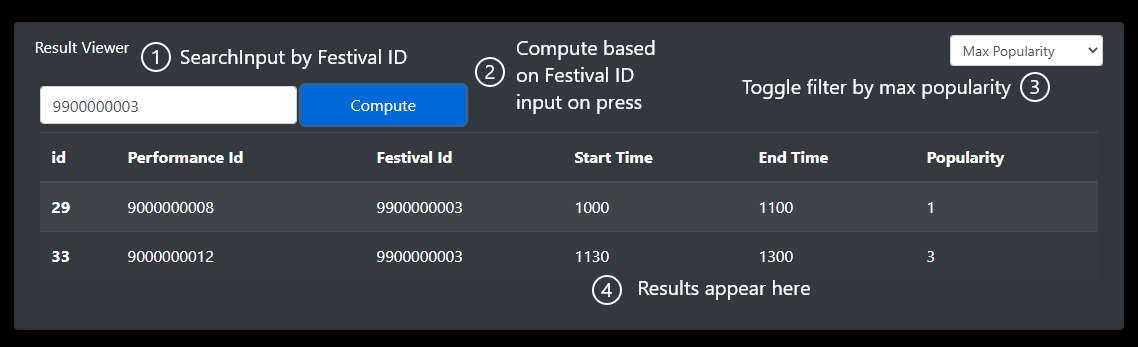 Result Viewer
1 SearchInput by Festival ID
2 Compute based
on Festival ID
input on press
Max Popularity
Toggle filter by max popularity 3
9900000003
Compute
id Performance Id Festival Id Start Time End Time Popularity
29 9000000008 9900000003 1000 1100 1
33 9000000012 9900000003 1130 1300 3
4 Results appear here